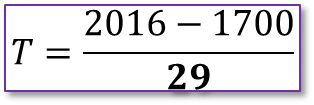 T = (2016 − 1700) / 29